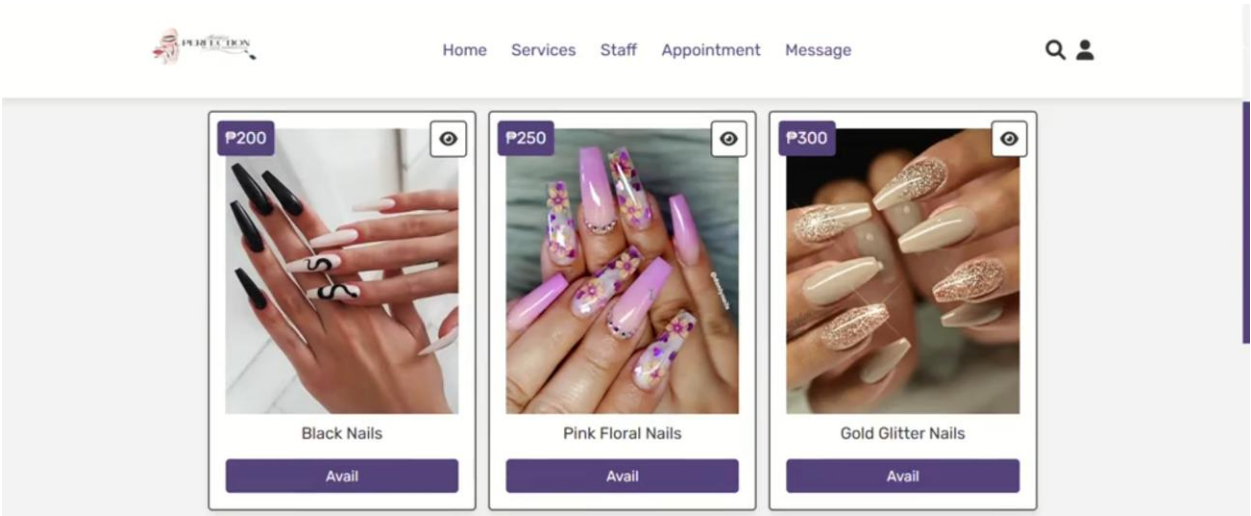 PERFECTION
Home Services Staff Appointment Message
₱200
₱250
₱300
Black Nails
Pink Floral Nails
Gold Glitter Nails
Avail
Avail
Avail